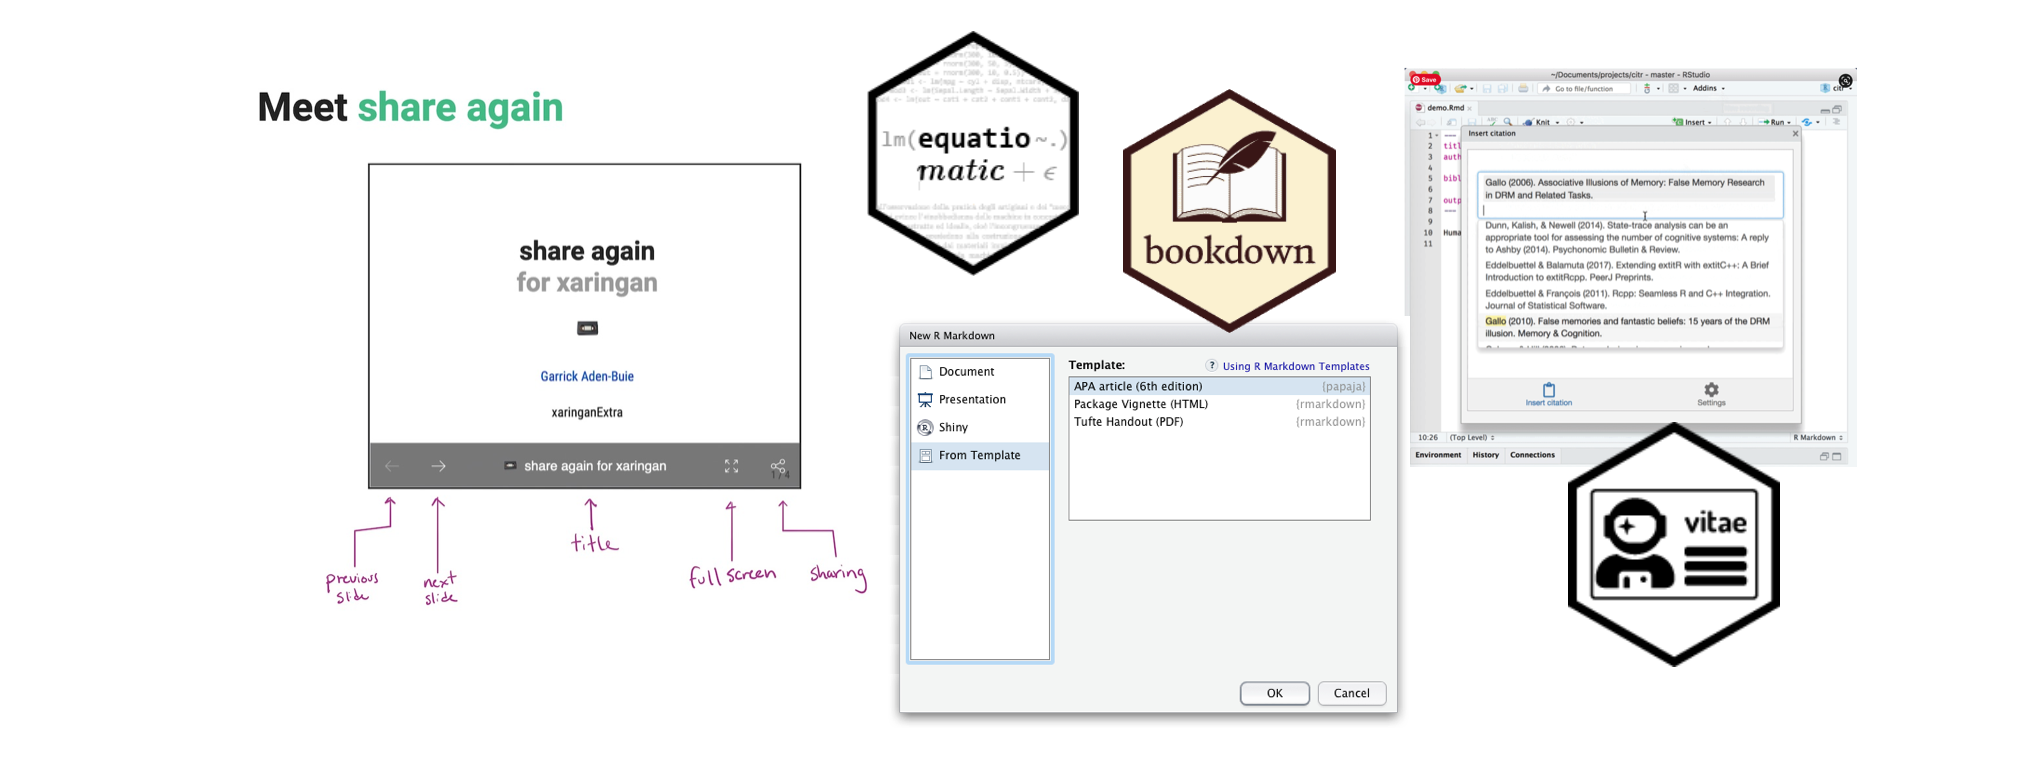 Meet share again
share again
for xaringan
Garrick Aden-Buie
xaringanExtra
share again for xaringan
1 / 4
previous
slide
next
slide
title
full screen
sharing
lm(equatio~.)
matic + ϵ
bookdown
New R Markdown
Document
Presentation
Shiny
From Template
Template:
? Using R Markdown Templates
APA article (6th edition) {papaja}
Package Vignette (HTML) {rmarkdown}
Tufte Handout (PDF) {rmarkdown}
OK Cancel
Save
~/Documents/projects/citr - master - RStudio
Go to file/function
Addins
demo.Rmd
Knit
Insert
Run
1 ---
2 titl
3 auth
4
5 bibl
6
7 outp
8 ---
9
10 Huma
11
Insert citation
Gallo (2006). Associative Illusions of Memory: False Memory Research
in DRM and Related Tasks.
Dunn, Kalish, & Newell (2014). State-trace analysis can be an
appropriate tool for assessing the number of cognitive systems: A reply
to Ashby (2014). Psychonomic Bulletin & Review.
Eddelbuettel & Balamuta (2017). Extending extitR with extitC++: A Brief
Introduction to extitRcpp. PeerJ Preprints.
Eddelbuettel & François (2011). Rcpp: Seamless R and C++ Integration.
Journal of Statistical Software.
Gallo (2010). False memories and fantastic beliefs: 15 years of the DRM
illusion. Memory & Cognition.
Insert citation
Settings
10:26 (Top Level)
R Markdown
Environment History Connections
vitae